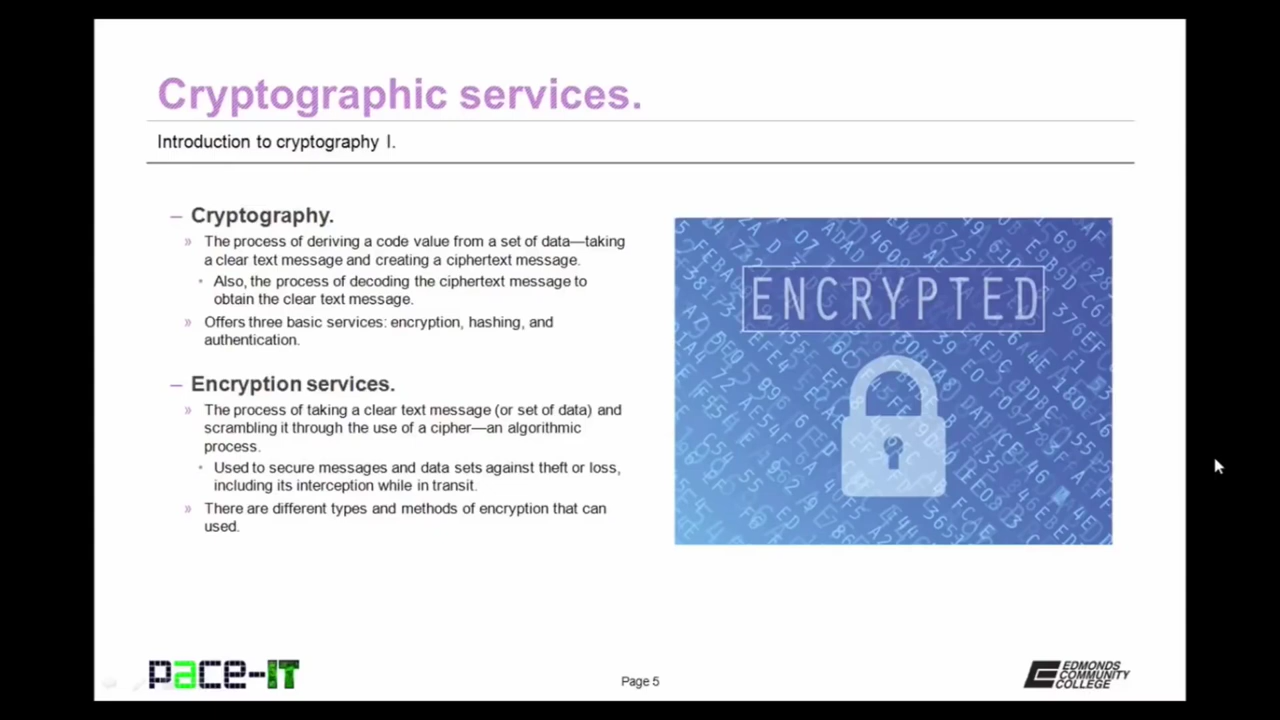 Cryptographic services.
Introduction to cryptography I.
– Cryptography.
» The process of deriving a code value from a set of data—taking
a clear text message and creating a ciphertext message.
• Also, the process of decoding the ciphertext message to
obtain the clear text message.
» Offers three basic services: encryption, hashing, and
authentication.
– Encryption services.
» The process of taking a clear text message (or set of data) and
scrambling it through the use of a cipher—an algorithmic
process.
• Used to secure messages and data sets against theft or loss,
including its interception while in transit.
» There are different types and methods of encryption that can
used.
ENCRYPTED
pace-IT
Page 5
EDMONDS
COMMUNITY
COLLEGE